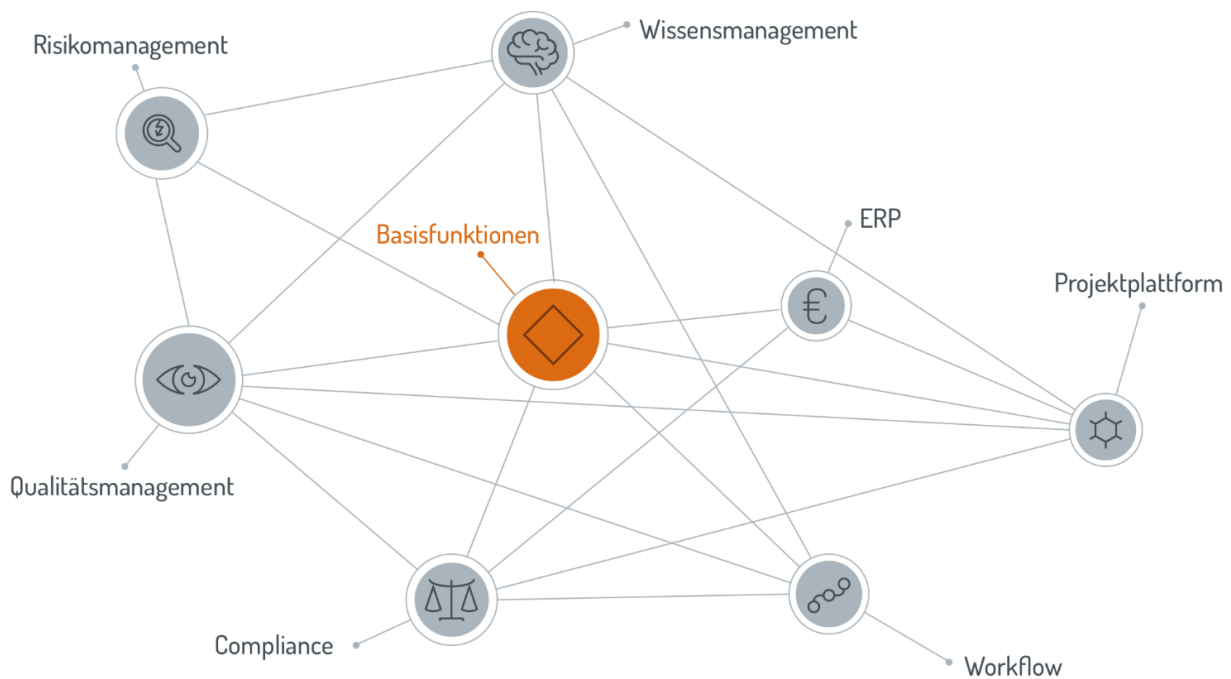 Risikomanagement
Wissensmanagement
ERP
Basisfunktionen
Projektplattform
€
Qualitätsmanagement
Compliance
Workflow